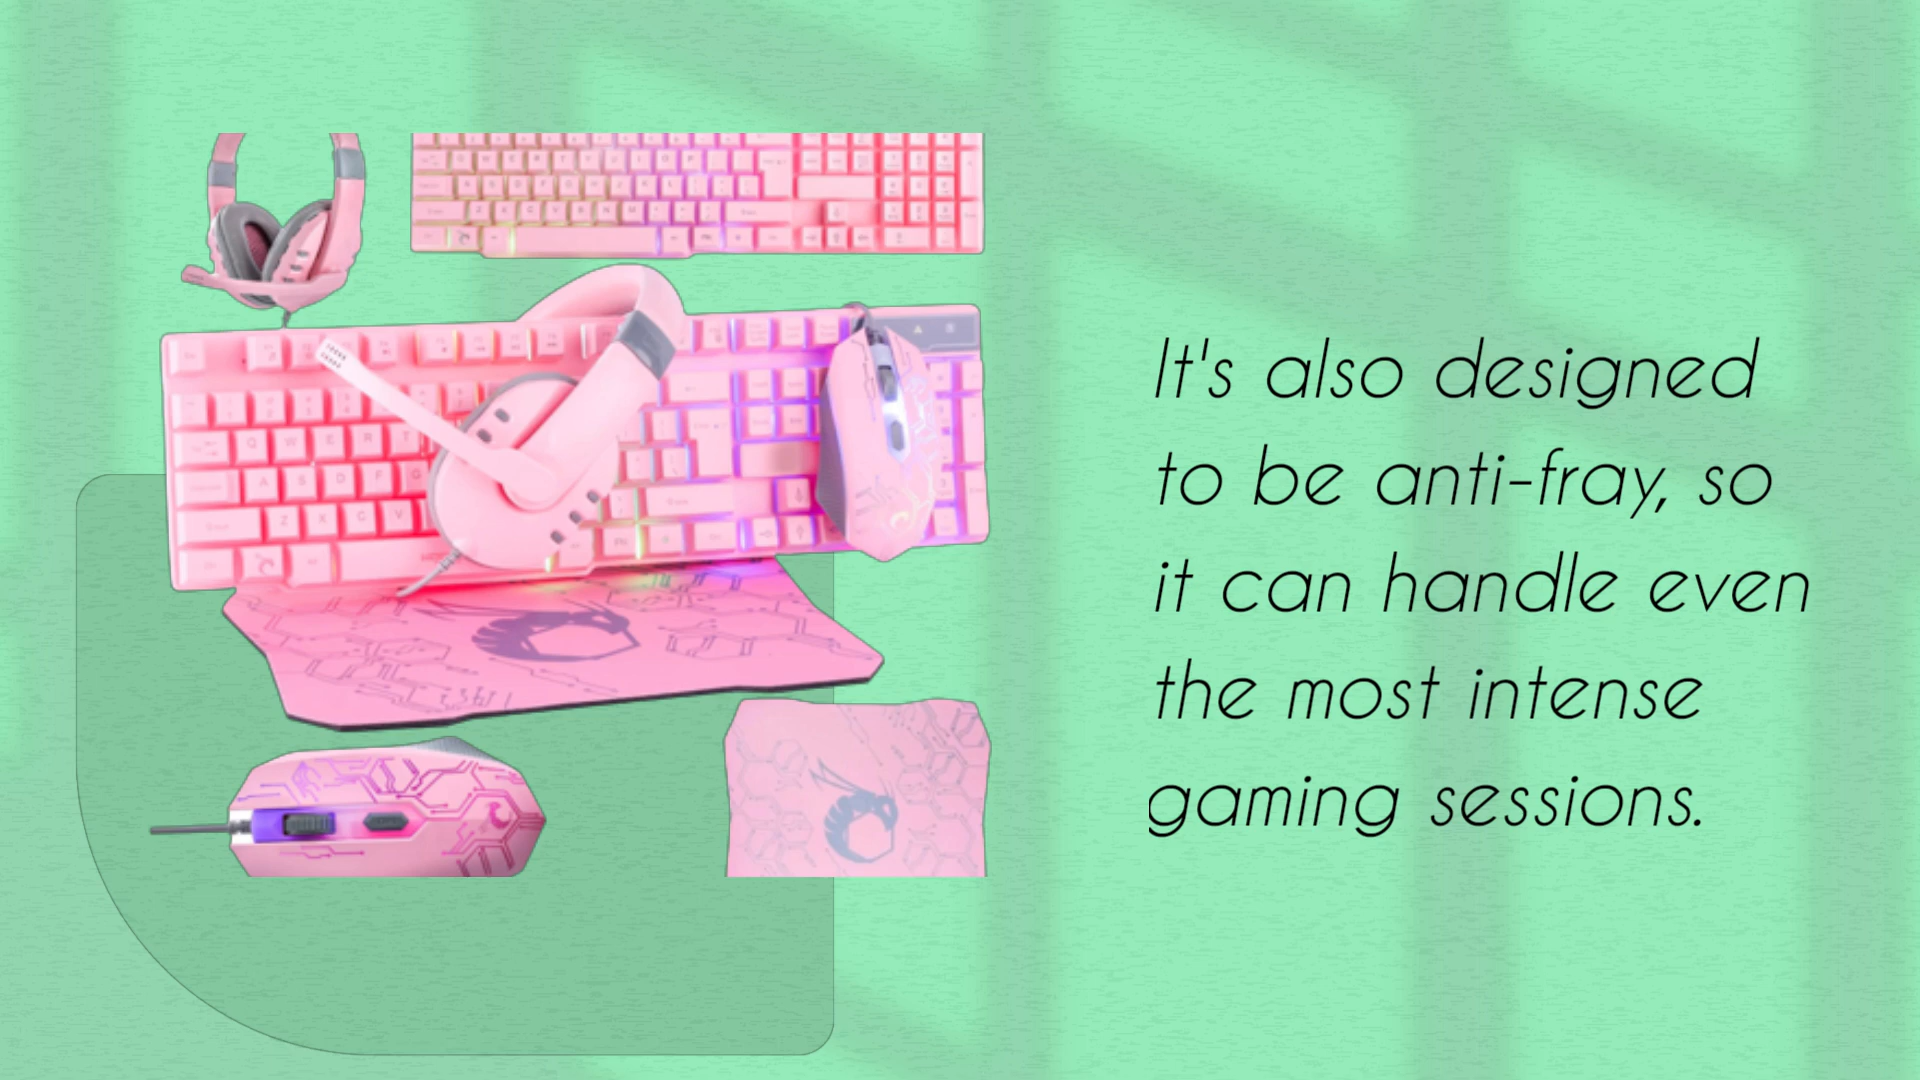 It's also designed
to be anti-fray, so
it can handle even
the most intense
gaming sessions.